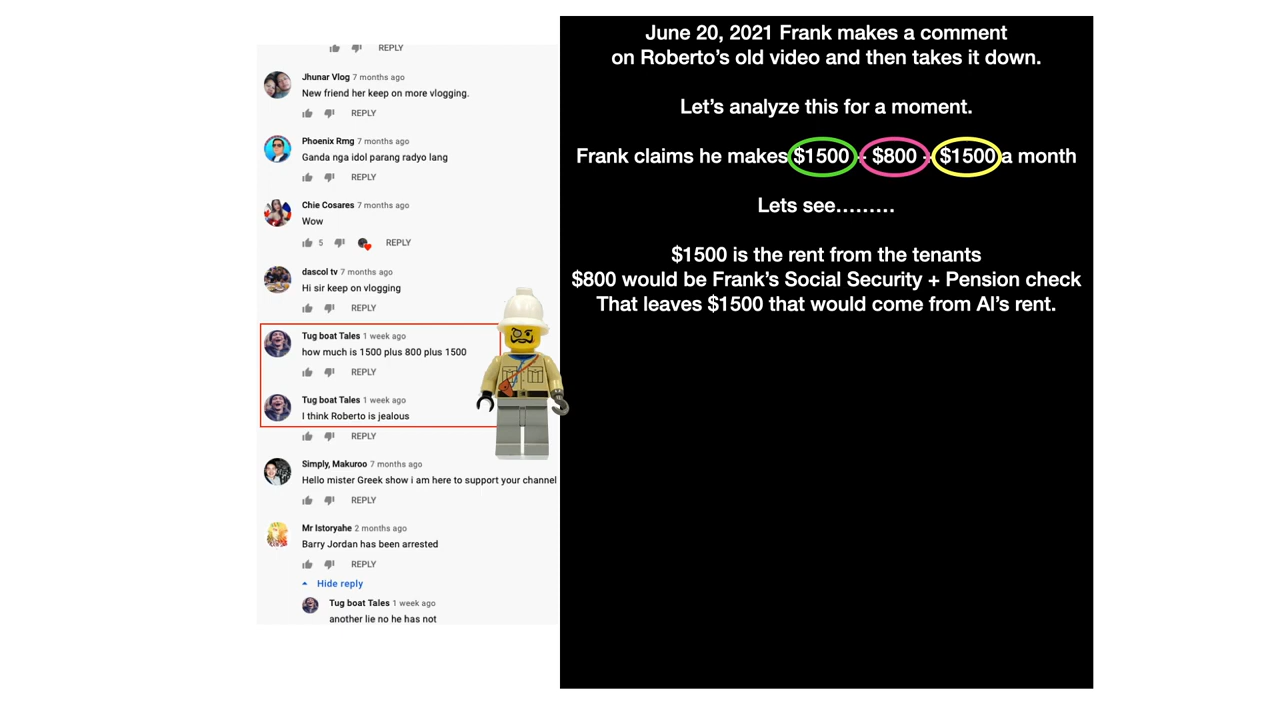 REPLY
Jhunar Vlog 7 months ago
New friend her keep on more vlogging.
REPLY
Phoenix Rmg 7 months ago
Ganda nga idol parang radyo lang
REPLY
Chie Cosares 7 months ago
Wow
5 REPLY
dascol tv 7 months ago
Hi sir keep on vlogging
REPLY
Tug boat Tales 1 week ago
how much is 1500 plus 800 plus 1500
REPLY
Tug boat Tales 1 week ago
I think Roberto is jealous
REPLY
Simply, Makuroo 7 months ago
Hello mister Greek show i am here to support your channel
REPLY
Mr Istoryahe 2 months ago
Barry Jordan has been arrested
REPLY
Hide reply
Tug boat Tales 1 week ago
another lie no he has not
June 20, 2021 Frank makes a comment
on Roberto’s old video and then takes it down.
Let’s analyze this for a moment.
Frank claims he makes $1500 + $800 + $1500 a month
Lets see.........
$1500 is the rent from the tenants
$800 would be Frank’s Social Security + Pension check
That leaves $1500 that would come from Al’s rent.